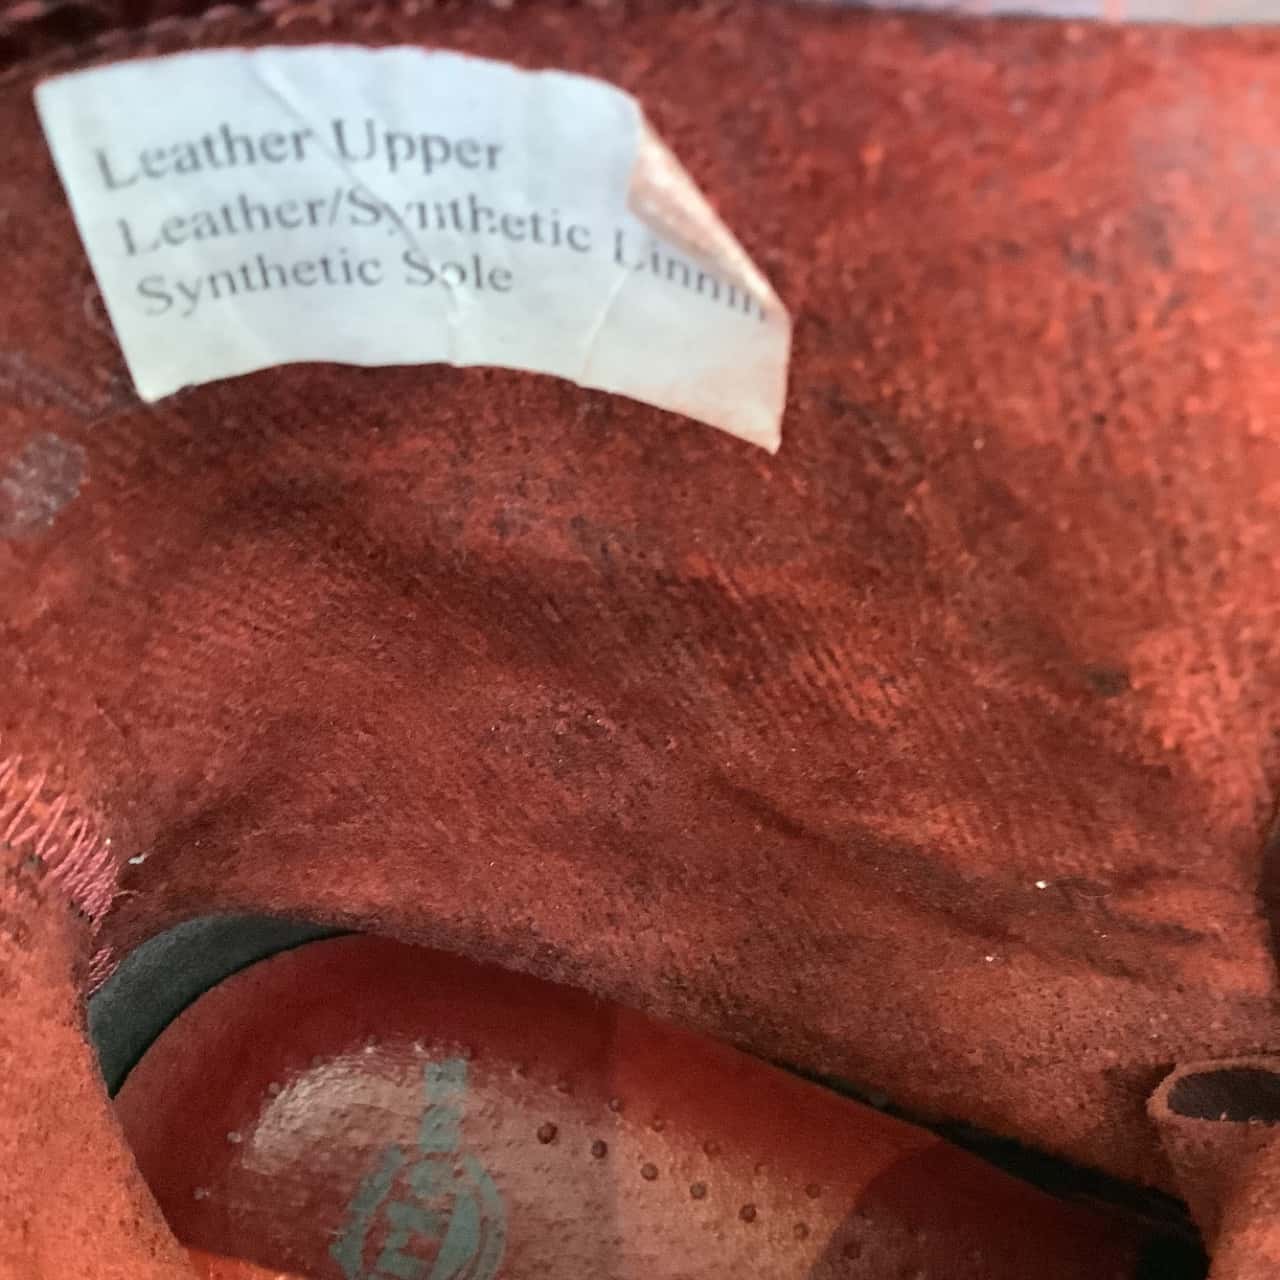 Leather Upper
Leather/Synthetic Linnin
Synthetic Sole